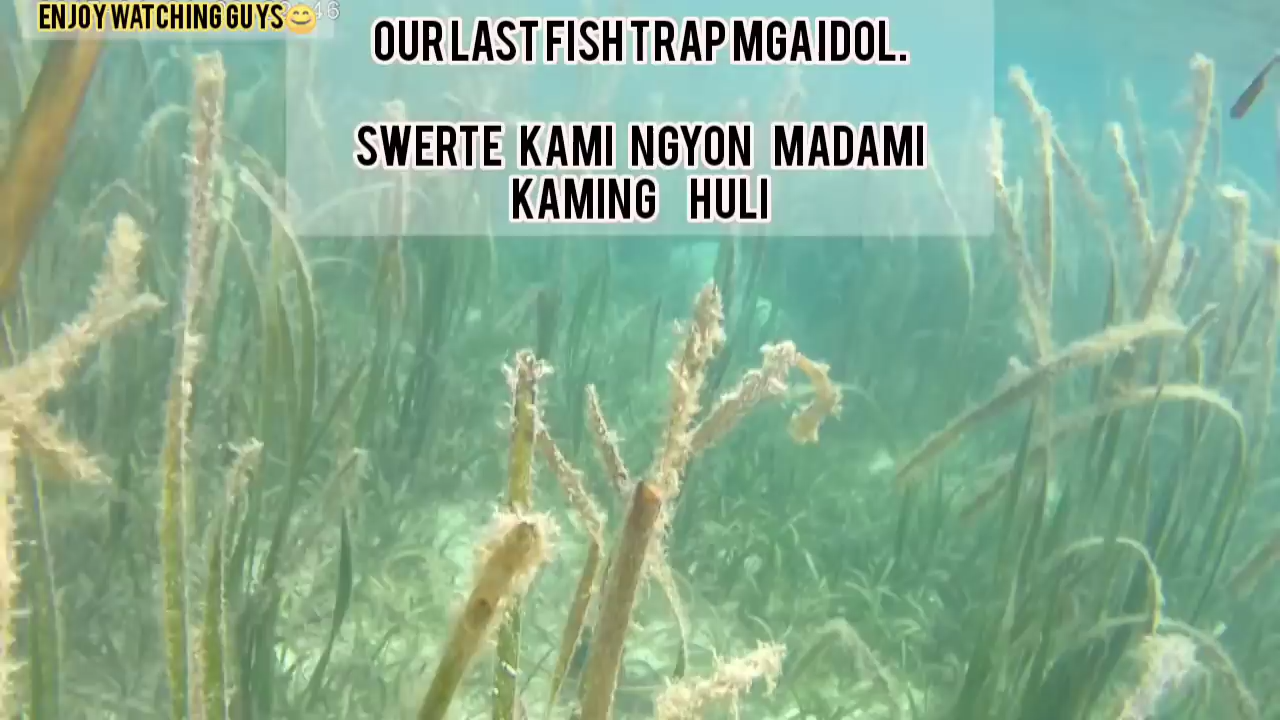 ENJOY WATCHING GUYS😊
OUR LAST FISH TRAP MGA IDOL.
SWERTE KAMI NGYON MADAMI
KAMING HULI